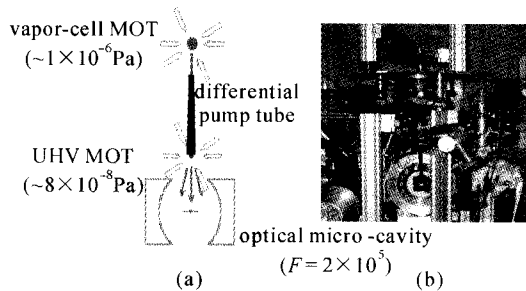 vapor-cell MOT
(~1×10⁻⁶Pa)
differential
pump tube
UHV MOT
(~8×10⁻⁸Pa)
optical micro -cavity
(F=2×10⁵)
(a)
(b)